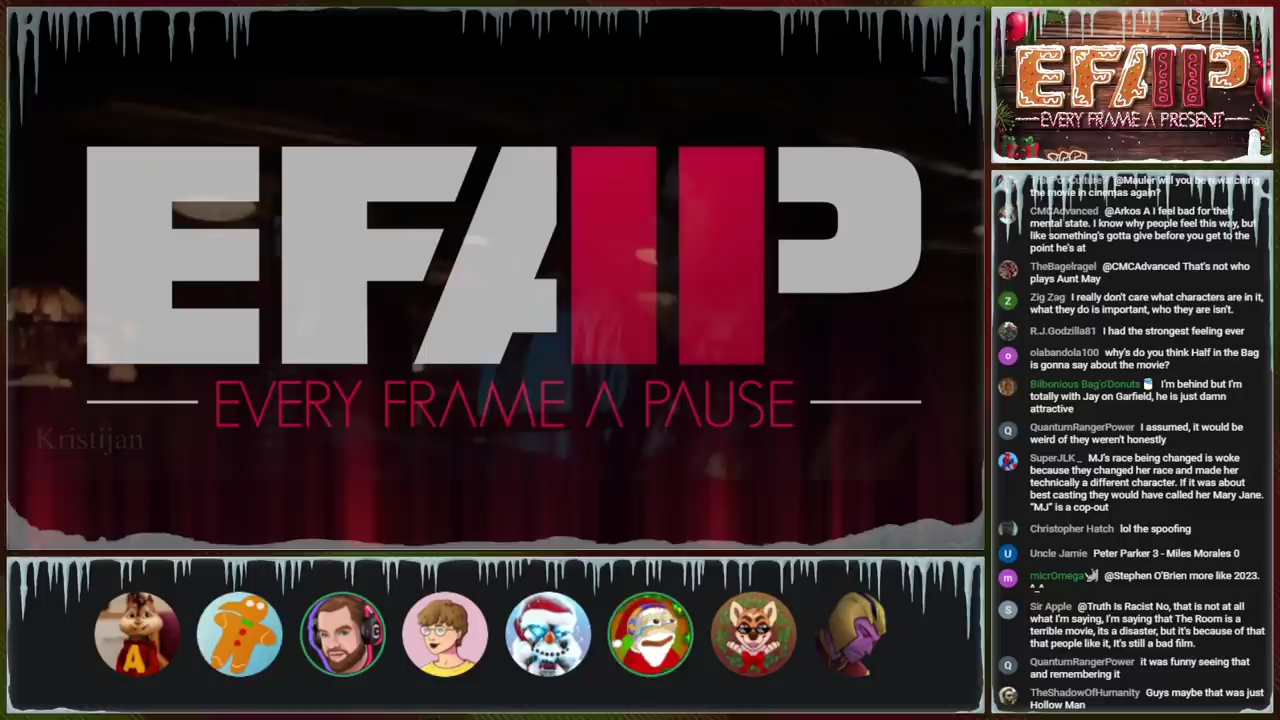 EFAP
EVERY FRAME A PAUSE
Kristijan
A
EFAP
EVERY FRAME A PRESENT
@Mauler will you be rewatching
the movie in cinemas again?
CMCAdvanced @Arkos A I feel bad for their
mental state. I know why people feel this way, but
like something's gotta give before you get to the
point he's at
TheBagelragel @CMCAdvanced That's not who
plays Aunt May
Z
Zig Zag I really don't care what characters are in it,
what they do is important, who they are isn't.
R.J.Godzilla81 I had the strongest feeling ever
o
olabandola100 why's do you think Half in the Bag
is gonna say about the movie?
Bilbonious Bag'o'Donuts I'm behind but I'm
totally with Jay on Garfield, he is just damn
attractive
Q
QuantumRangerPower I assumed, it would be
weird of they weren't honestly
SuperJLK_ MJ's race being changed is woke
because they changed her race and made her
technically a different character. If it was about
best casting they would have called her Mary Jane.
"MJ" is a cop-out
Christopher Hatch lol the spoofing
U
Uncle Jamie Peter Parker 3 - Miles Morales 0
m
micrOmega @Stephen O'Brien more like 2023.
^_^
S
Sir Apple @Truth Is Racist No, that is not at all
what I'm saying, I'm saying that The Room is a
terrible movie, its a disaster, but it's because of that
that people like it, It's still a bad film.
Q
QuantumRangerPower it was funny seeing that
and remembering it
TheShadowOfHumanity Guys maybe that was just
Hollow Man